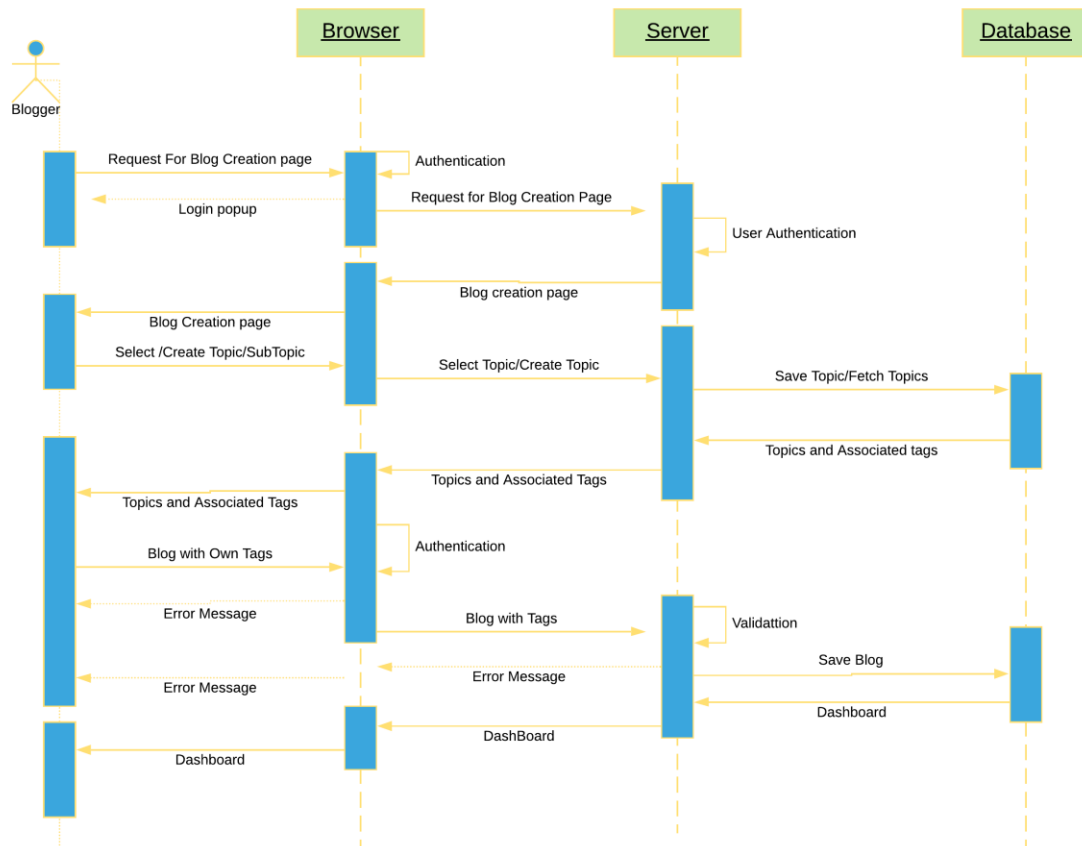 Browser
Server
Database
Blogger
Request For Blog Creation page
Authentication
Login popup
Request for Blog Creation Page
User Authentication
Blog creation page
Blog Creation page
Select /Create Topic/SubTopic
Select Topic/Create Topic
Save Topic/Fetch Topics
Topics and Associated tags
Topics and Associated Tags
Topics and Associated Tags
Authentication
Blog with Own Tags
Error Message
Blog with Tags
Validattion
Save Blog
Error Message
Error Message
Dashboard
DashBoard
Dashboard